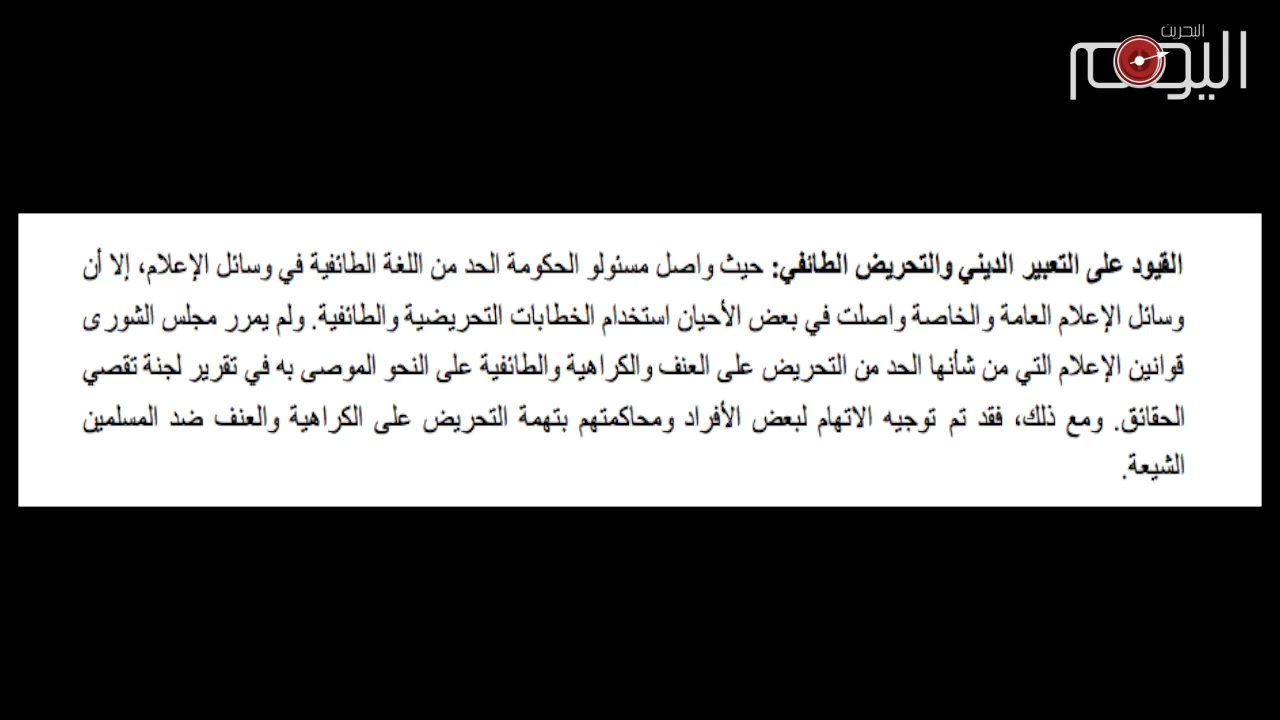 البحرين
اليوم
القيود على التعبير الديني والتحريض الطائفي: حيث واصل مسئولو الحكومة الحد من اللغة الطائفية في وسائل الإعلام، إلا أن
وسائل الإعلام العامة والخاصة واصلت في بعض الأحيان استخدام الخطابات التحريضية والطائفية. ولم يمرر مجلس الشورى
قوانين الإعلام التي من شأنها الحد من التحريض على العنف والكراهية والطائفية على النحو الموصى به في تقرير لجنة تقصي
الحقائق. ومع ذلك، فقد تم توجيه الاتهام لبعض الأفراد ومحاكمتهم بتهمة التحريض على الكراهية والعنف ضد المسلمين
الشيعة.